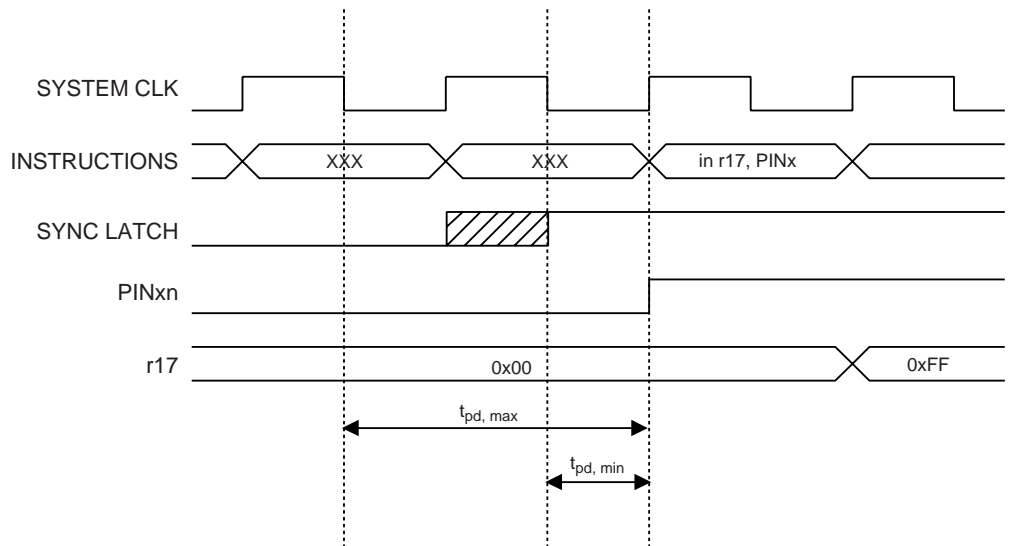 SYSTEM CLK
INSTRUCTIONS
XXX
XXX
in r17, PINx
SYNC LATCH
PINxn
r17
0x00
0xFF
tpd, max
tpd, min